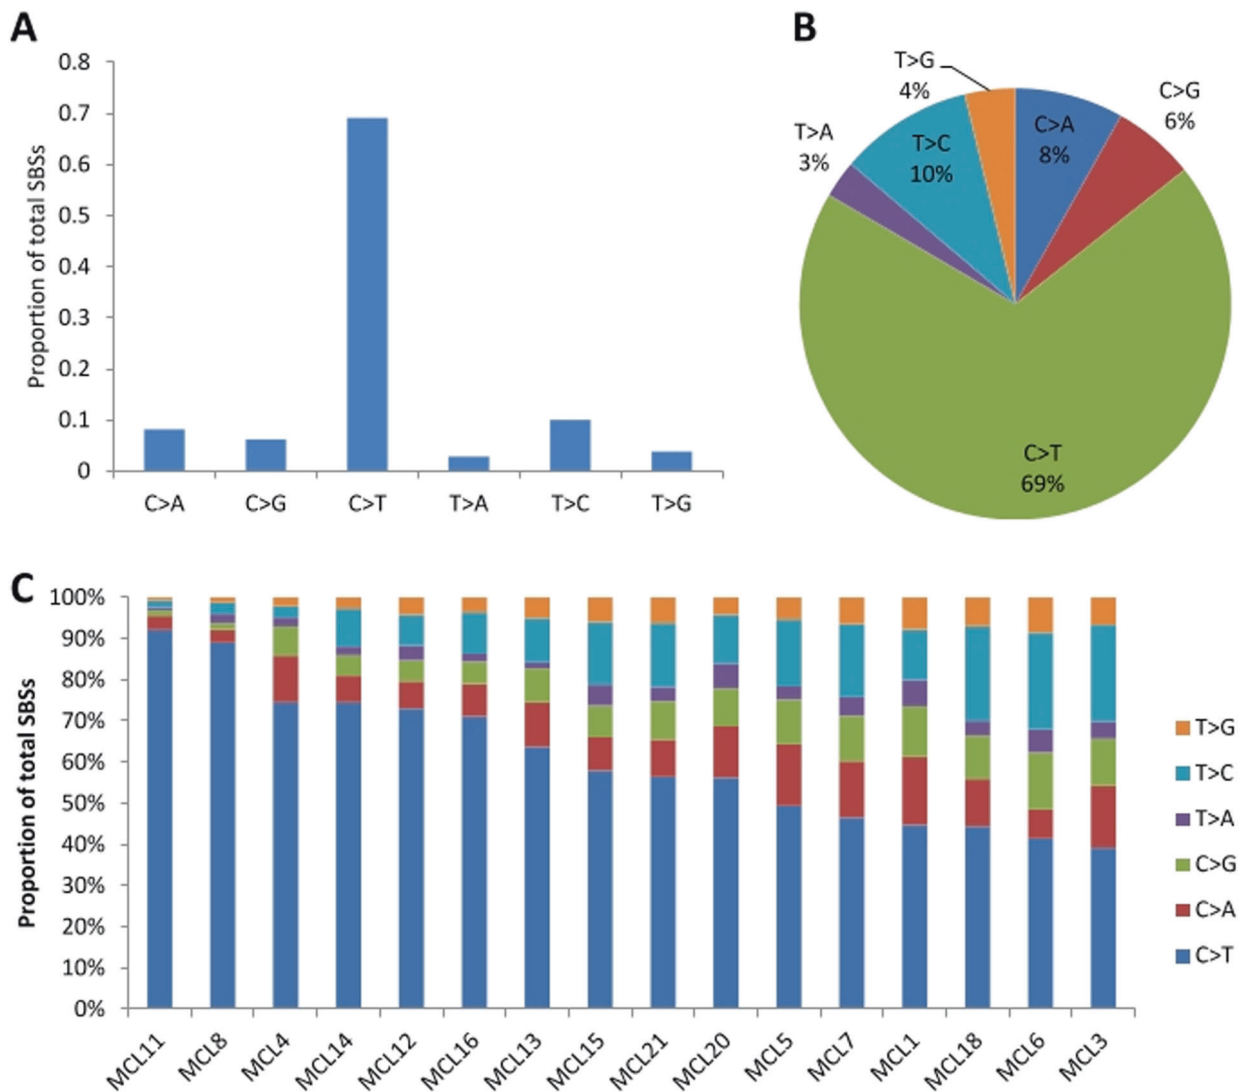 A
Proportion of total SBSs
0.8
0.7
0.6
0.5
0.4
0.3
0.2
0.1
0
C>A C>G C>T T>A T>C T>G
B
T>G
4%
C>A
8%
C>G
6%
T>A
3%
T>C
10%
C>T
69%
C
Proportion of total SBSs
100%
90%
80%
70%
60%
50%
40%
30%
20%
10%
0%
MCL11 MCL8 MCL4 MCL14 MCL12 MCL16 MCL13 MCL15 MCL21 MCL20 MCL5 MCL7 MCL1 MCL18 MCL6 MCL3
T>G
T>C
T>A
C>G
C>A
C>T